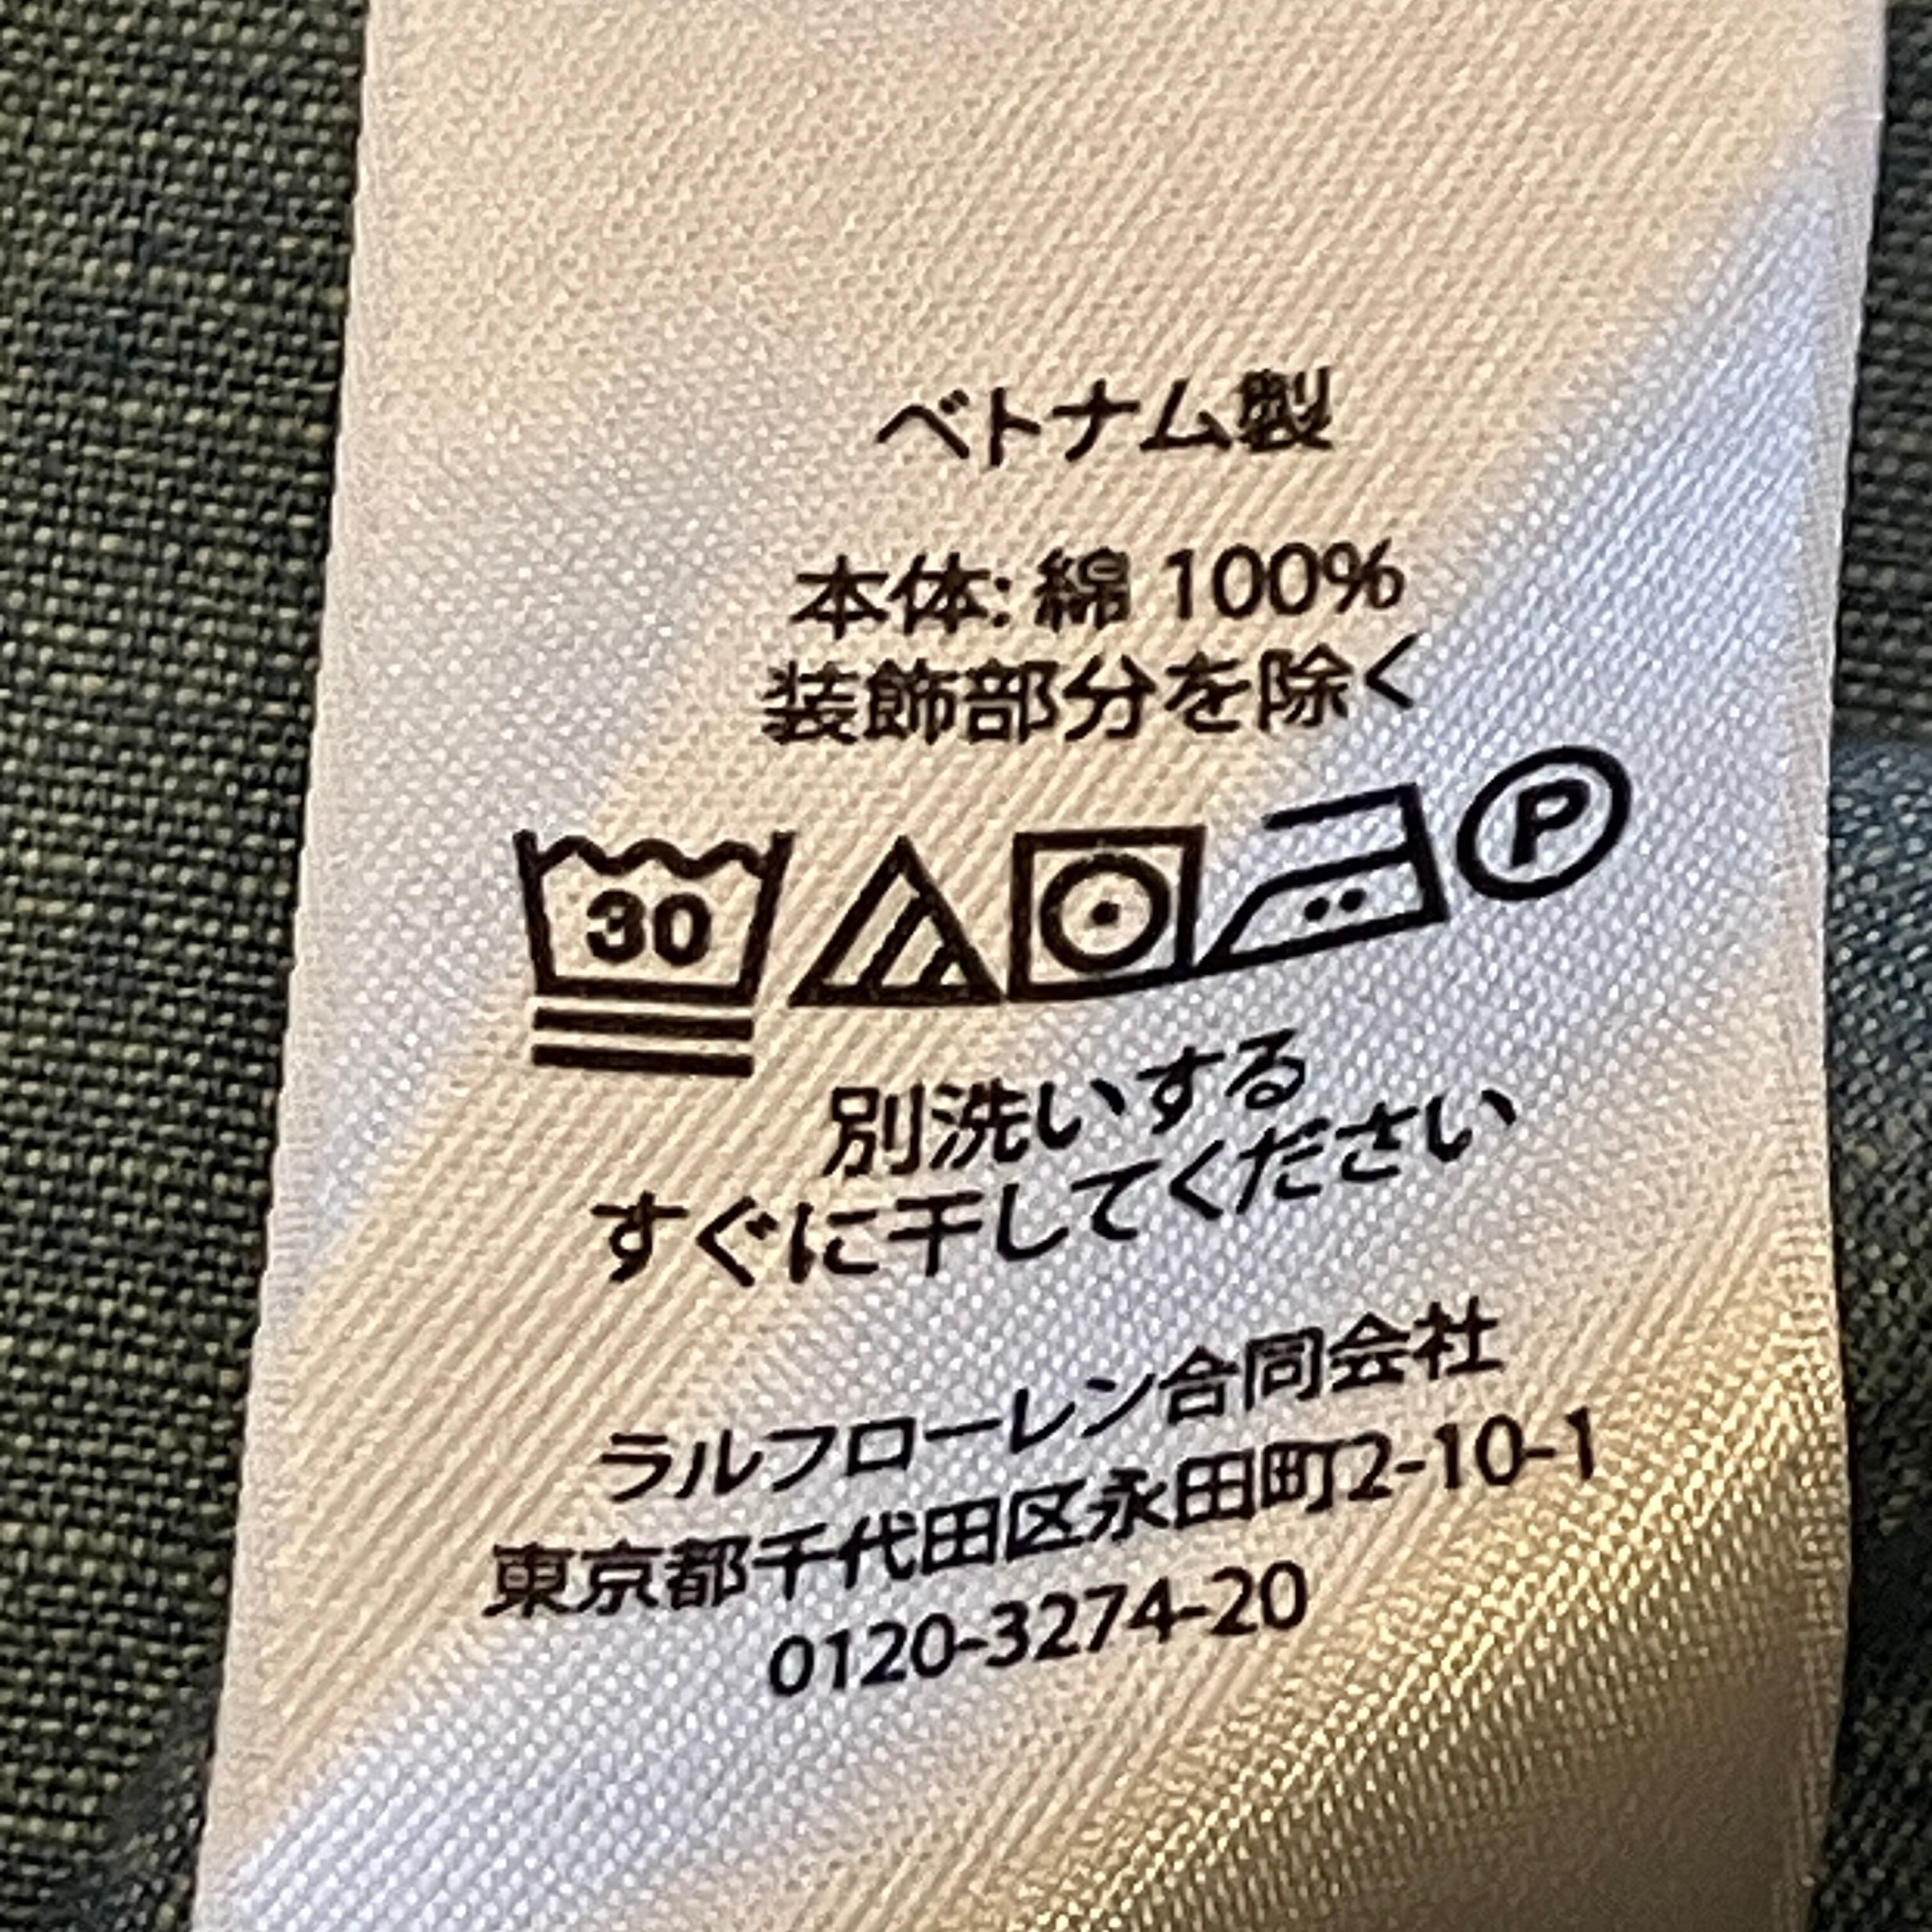 ベトナム製
本体: 綿 100%
装飾部分を除く
30 P
別洗いする
すぐに干してください
ラルフローレン合同会社
東京都千代田区永田町2-10-1
0120-3274-20